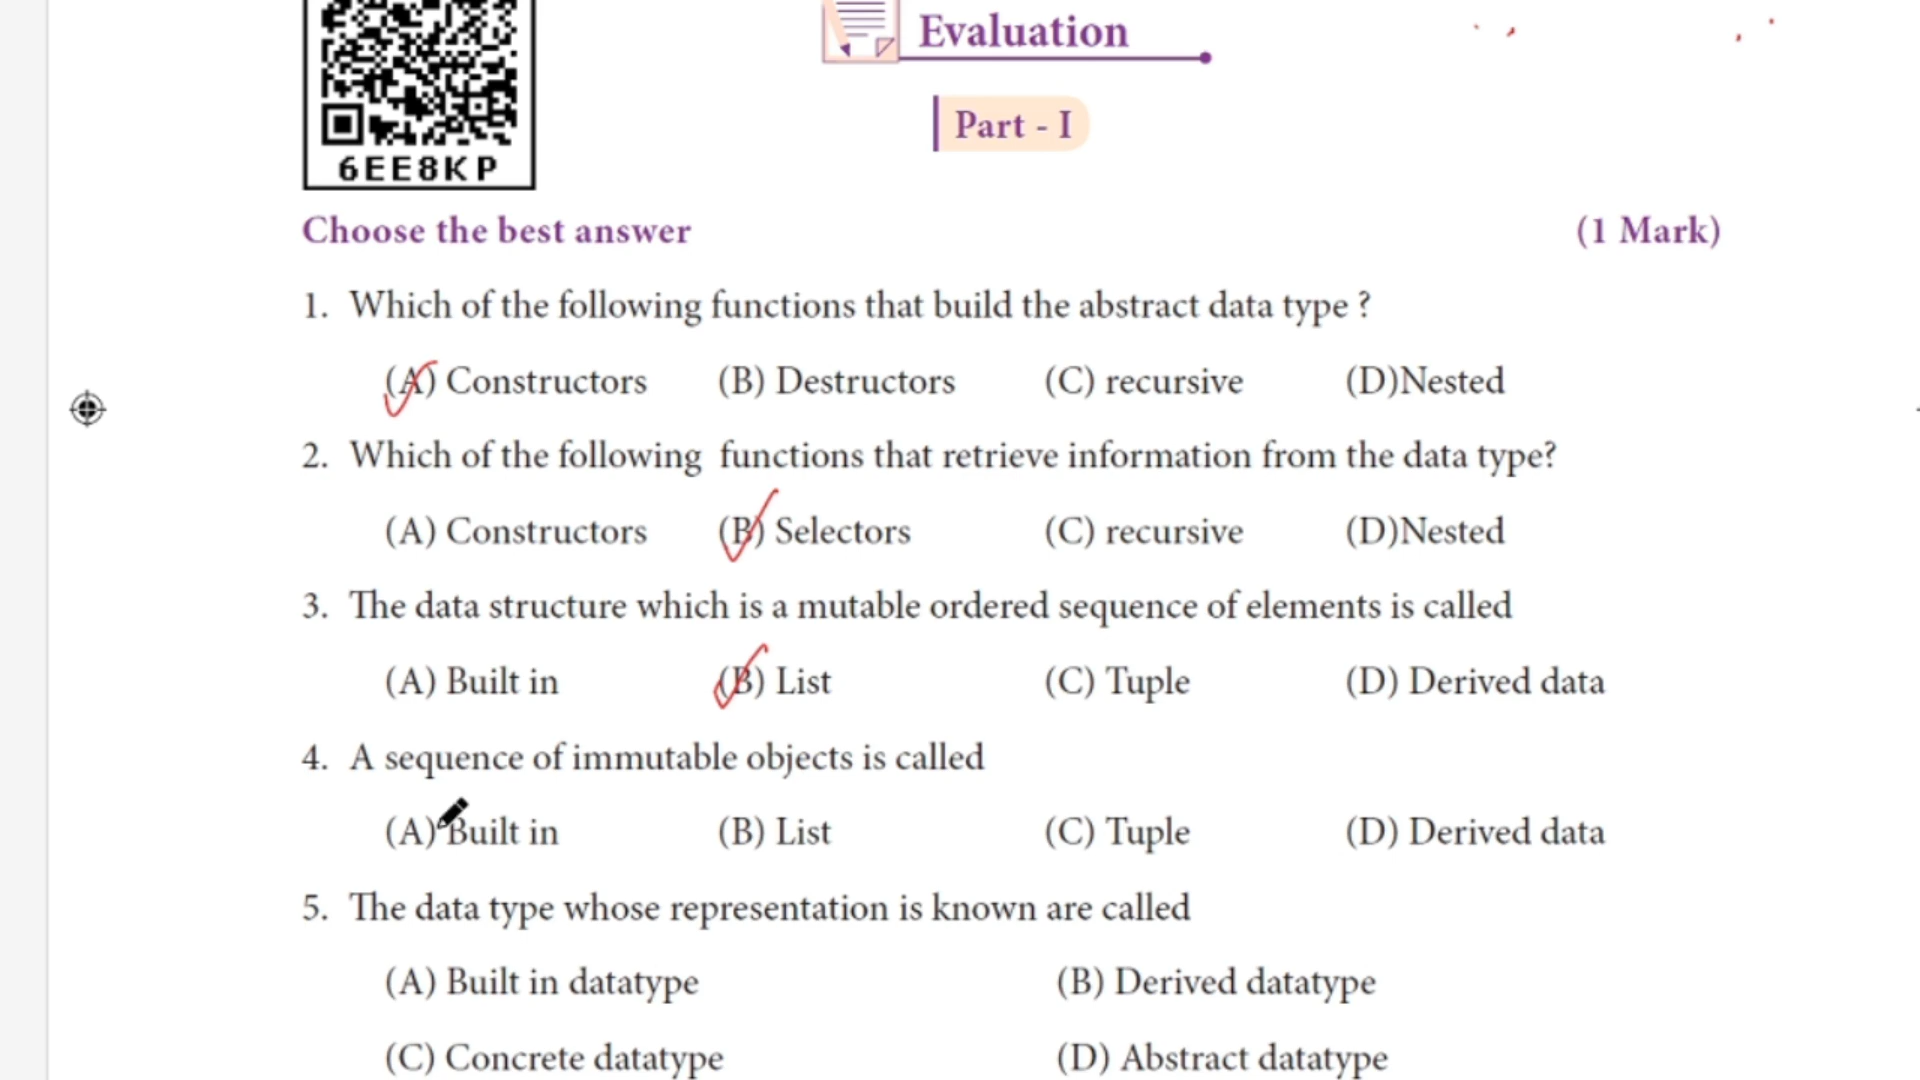 Evaluation
Part - I
6EE8KP
Choose the best answer (1 Mark)
1. Which of the following functions that build the abstract data type ?
(A) Constructors (B) Destructors (C) recursive (D)Nested
2. Which of the following functions that retrieve information from the data type?
(A) Constructors (B) Selectors (C) recursive (D)Nested
3. The data structure which is a mutable ordered sequence of elements is called
(A) Built in (B) List (C) Tuple (D) Derived data
4. A sequence of immutable objects is called
(A) Built in (B) List (C) Tuple (D) Derived data
5. The data type whose representation is known are called
(A) Built in datatype (B) Derived datatype
(C) Concrete datatype (D) Abstract datatype